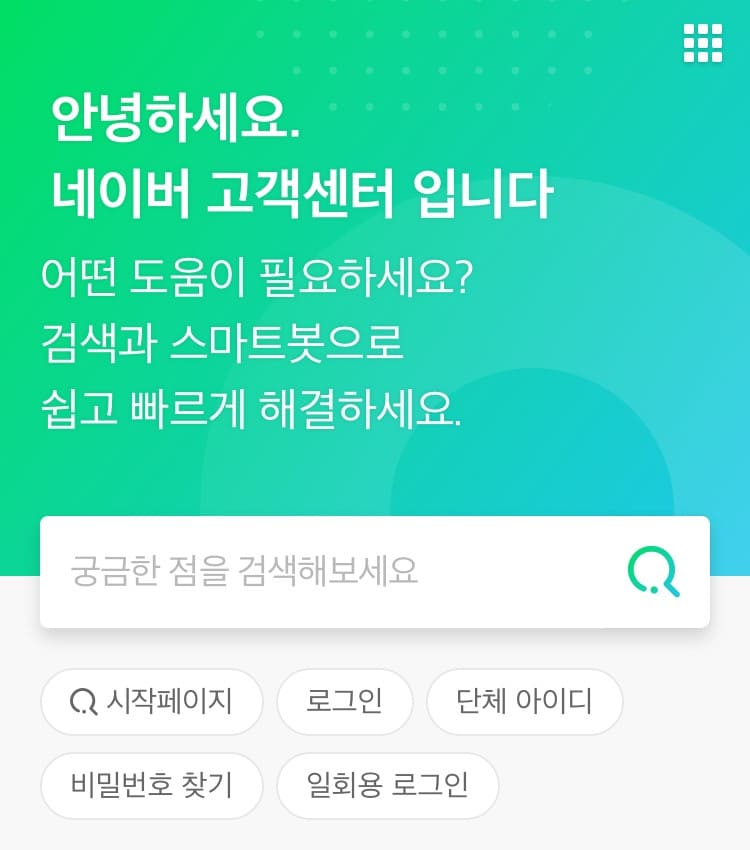 안녕하세요.
네이버 고객센터 입니다
어떤 도움이 필요하세요?
검색과 스마트봇으로
쉽고 빠르게 해결하세요.
궁금한 점을 검색해보세요
시작페이지
로그인
단체 아이디
비밀번호 찾기
일회용 로그인